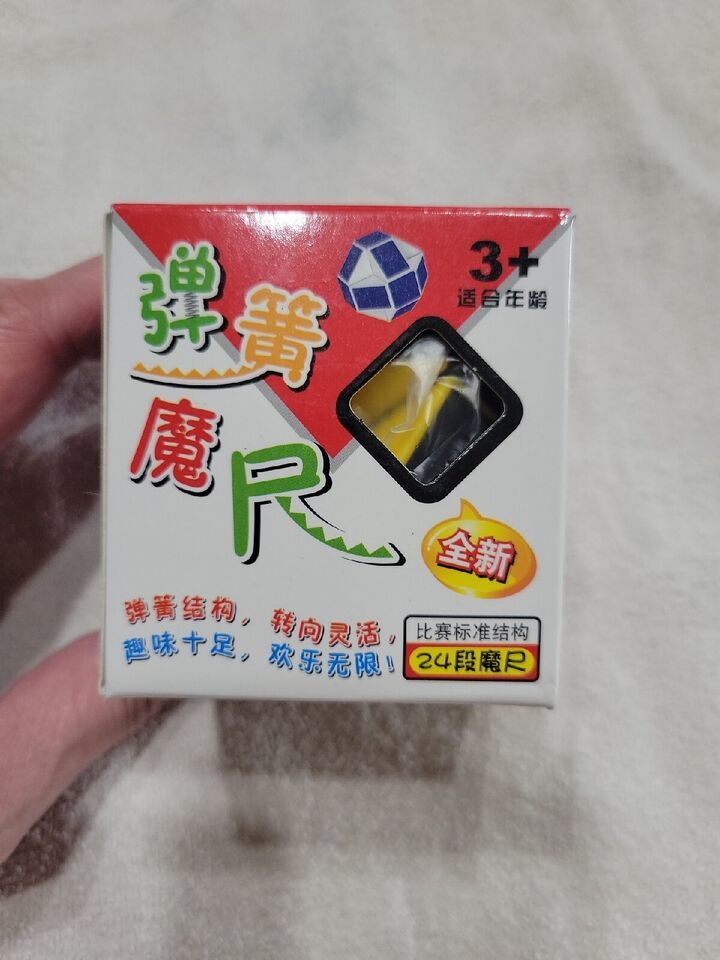 弹簧
魔尺
3+
适合年龄
全新
弹簧结构，转向灵活，
趣味十足，欢乐无限！
比赛标准结构
24段魔尺